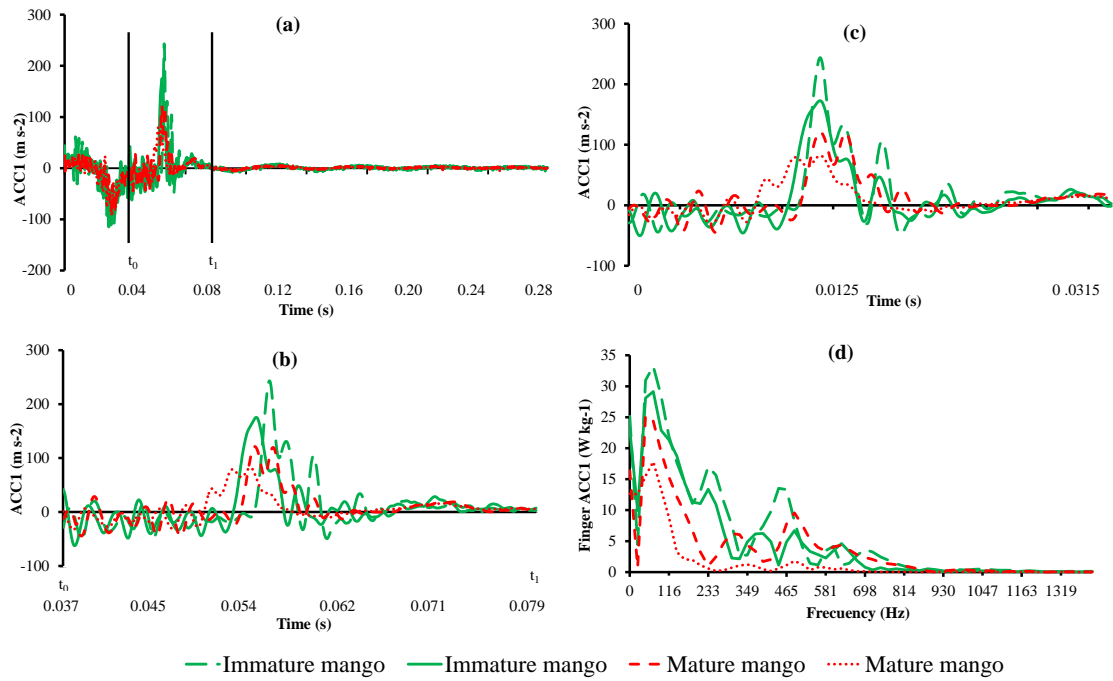 (a)
300
200
100
0
-100
-200
ACC1 (m s-2)
t0
t1
0 0.04 0.08 0.12 0.16 0.20 0.24 0.28
Time (s)
(c)
300
200
100
0
-100
ACC1 (m s-2)
0 0.0125 0 .0315
Time (s)
(b)
300
200
100
0
-100
ACC1 (m s-2)
t0
t1
0.037 0.045 0.054 0.062 0.071 0.079
Time (s)
(d)
35
30
25
20
15
10
5
0
Finger ACC1 (W kg-1)
0 116 233 349 465 581 698 814 930 1047 1163 1319
Frecuency (Hz)
Immature mango Immature mango Mature mango Mature mango